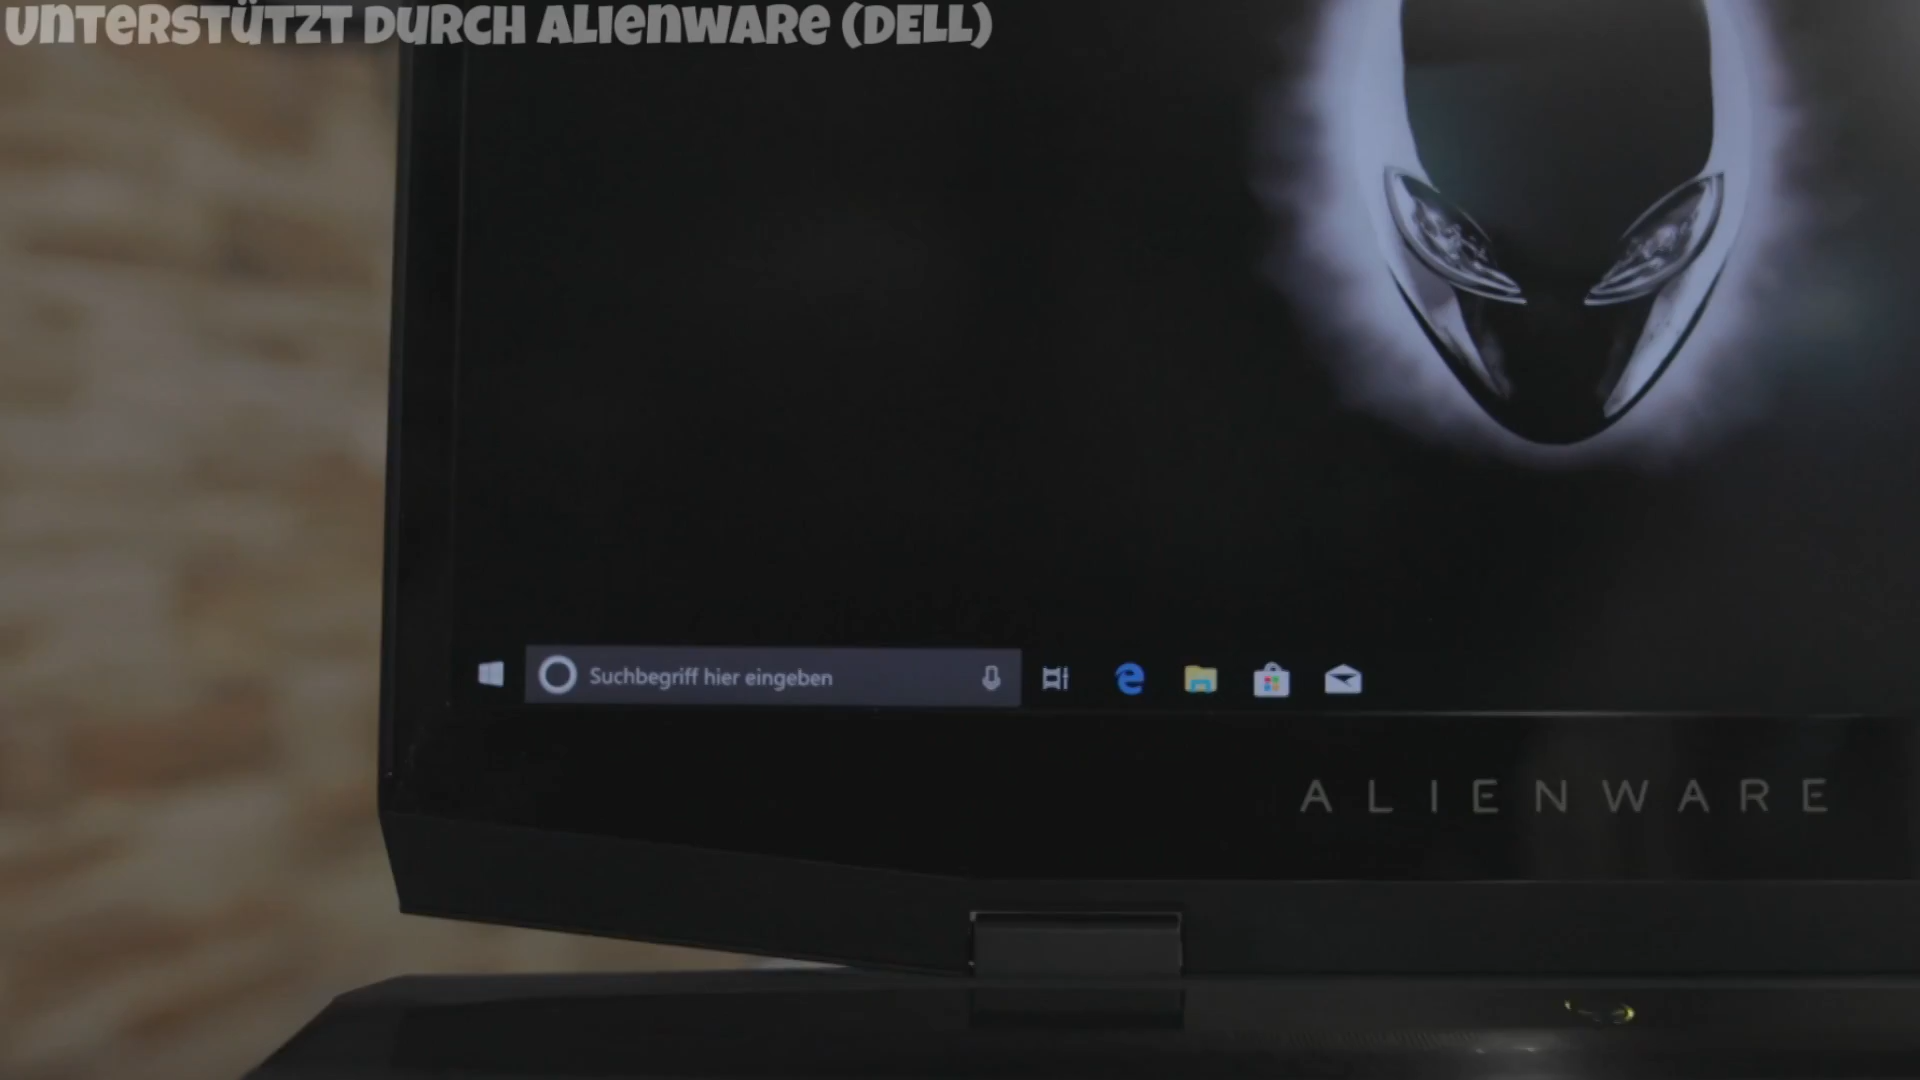 UNTERSTÜTZT DURCH ALIENWARE (DELL)
Suchbegriff hier eingeben
ALIENWARE